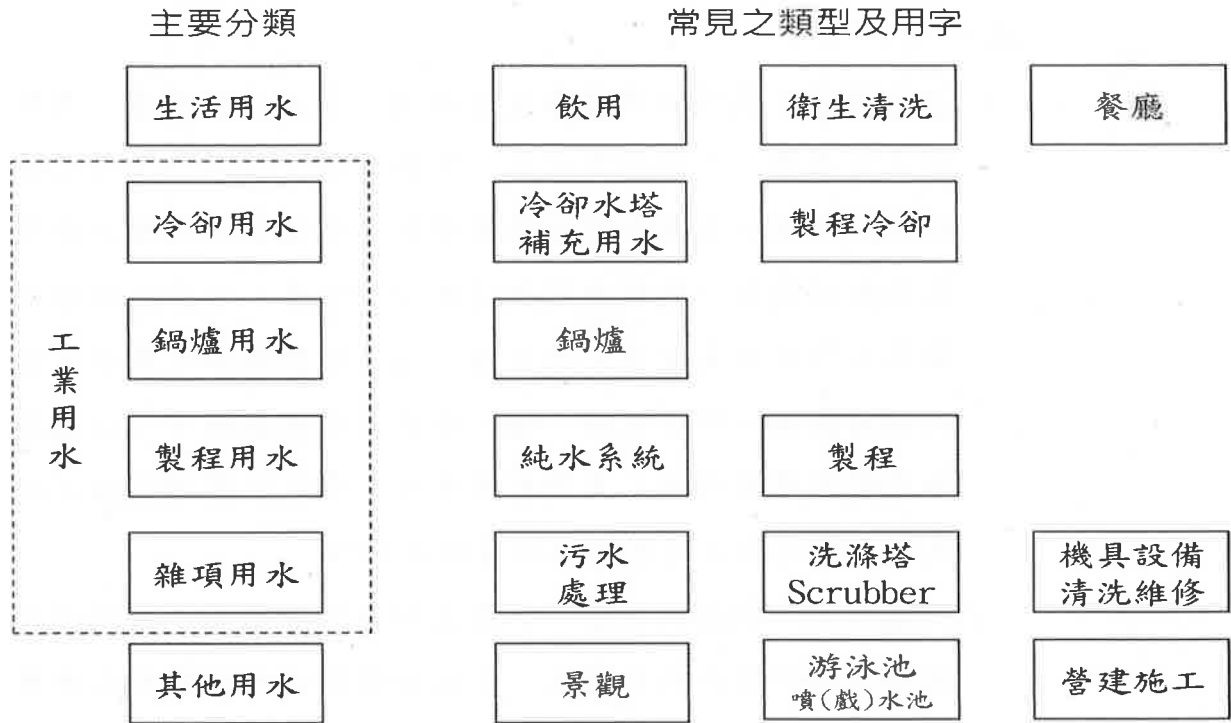 主要分類
常見之類型及用字
生活用水
飲用
衛生清洗
餐廳
工業用水
冷卻用水
冷卻水塔
補充用水
製程冷卻
鍋爐用水
鍋爐
製程用水
純水系統
製程
雜項用水
污水
處理
洗滌塔
Scrubber
機具設備
清洗維修
其他用水
景觀
游泳池
噴(戲)水池
營建施工